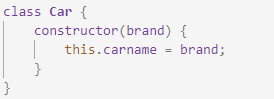 class Car {
    constructor(brand) {
        this.carname = brand;
    }
}